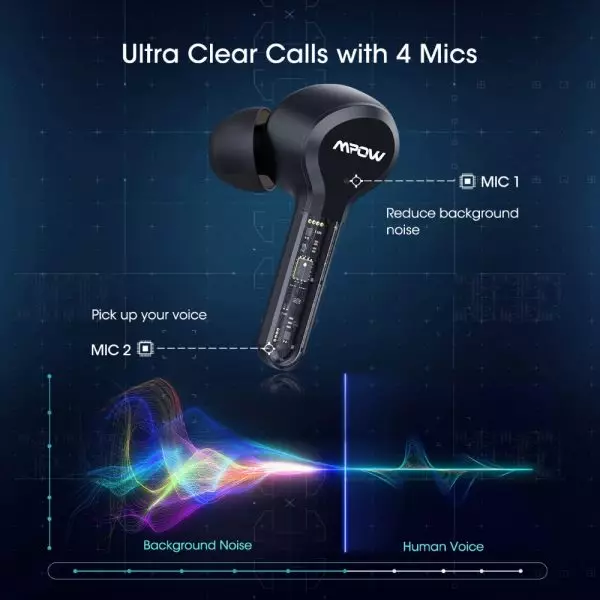 Ultra Clear Calls with 4 Mics
MPOW
MIC 1
Reduce background
noise
Pick up your voice
MIC 2
Background Noise
Human Voice